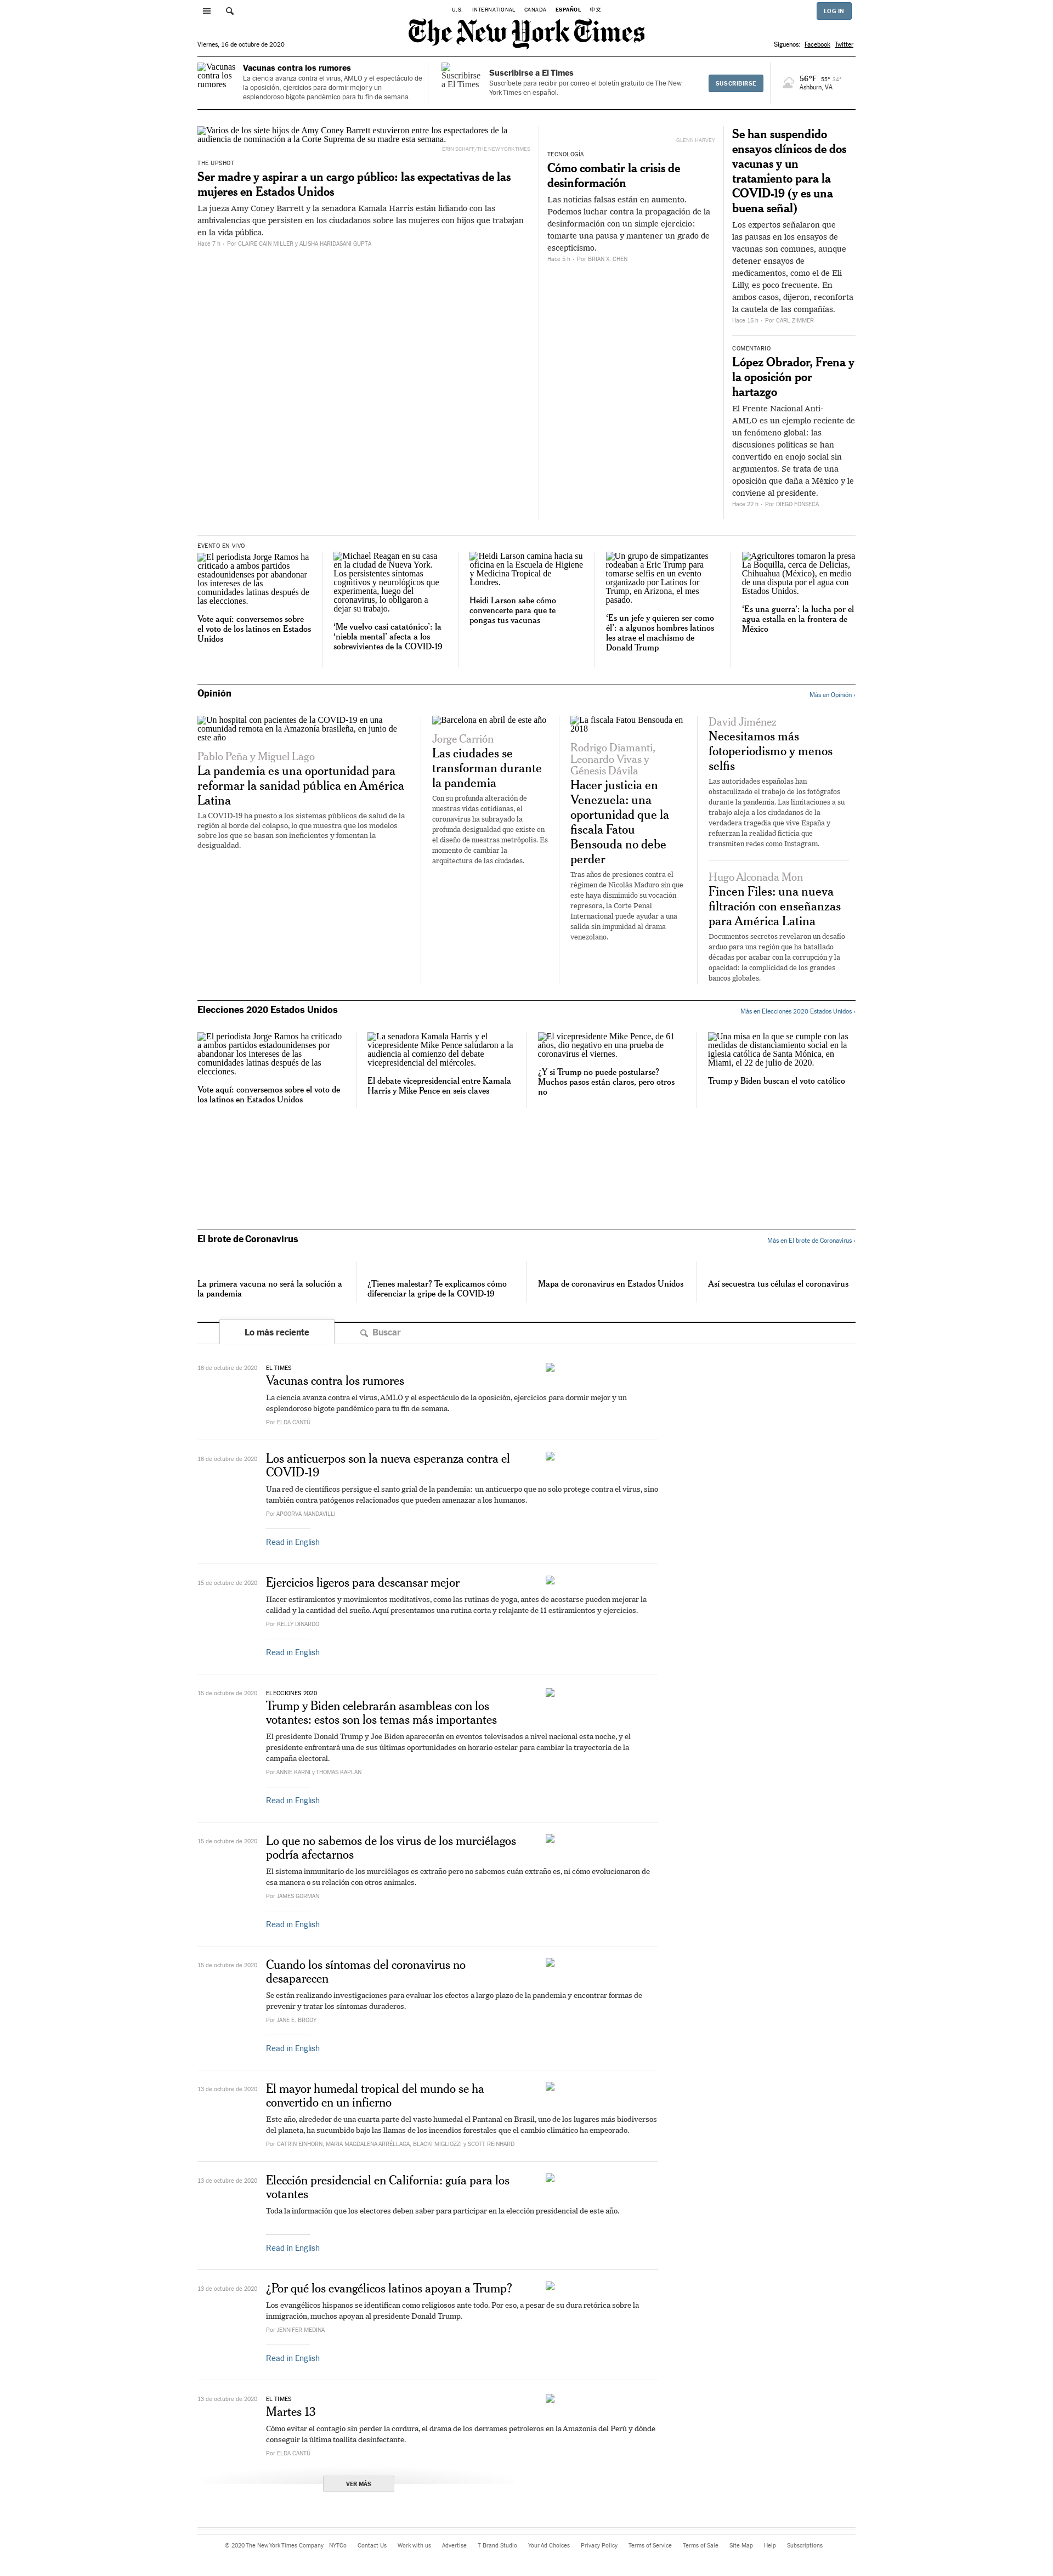 U.S.
INTERNATIONAL
CANADA
ESPAÑOL
中文
LOG IN
The New York Times
Viernes, 16 de octubre de 2020
Síguenos:
Facebook
Twitter
Vacunas contra los rumores
Vacunas contra los rumores
La ciencia avanza contra el virus, AMLO y el espectáculo de
la oposición, ejercicios para dormir mejor y un
esplendoroso bigote pandémico para tu fin de semana.
Suscribirse a El Times
Suscribirse a El Times
Suscríbete para recibir por correo el boletín gratuito de The New
York Times en español.
SUSCRIBIRSE
56°F 55° 34°
Ashburn, VA
Varios de los siete hijos de Amy Coney Barrett estuvieron entre los espectadores de la
audiencia de nominación a la Corte Suprema de su madre esta semana.
ERIN SCHAFF/THE NEW YORK TIMES
THE UPSHOT
Ser madre y aspirar a un cargo público: las expectativas de las
mujeres en Estados Unidos
La jueza Amy Coney Barrett y la senadora Kamala Harris están lidiando con las
ambivalencias que persisten en los ciudadanos sobre las mujeres con hijos que trabajan
en la vida pública.
Hace 7 h - Por CLAIRE CAIN MILLER y ALISHA HARIDASANI GUPTA
GLENN HARVEY
TECNOLOGÍA
Cómo combatir la crisis de
desinformación
Las noticias falsas están en aumento.
Podemos luchar contra la propagación de la
desinformación con un simple ejercicio:
tomarte una pausa y mantener un grado de
escepticismo.
Hace 5 h - Por BRIAN X. CHEN
Se han suspendido
ensayos clínicos de dos
vacunas y un
tratamiento para la
COVID-19 (y es una
buena señal)
Los expertos señalaron que
las pausas en los ensayos de
vacunas son comunes, aunque
detener ensayos de
medicamentos, como el de Eli
Lilly, es poco frecuente. En
ambos casos, dijeron, reconforta
la cautela de las compañías.
Hace 15 h - Por CARL ZIMMER
COMENTARIO
López Obrador, Frena y
la oposición por
hartazgo
El Frente Nacional Anti-
AMLO es un ejemplo reciente de
un fenómeno global: las
discusiones políticas se han
convertido en enojo social sin
argumentos. Se trata de una
oposición que daña a México y le
conviene al presidente.
Hace 22 h - Por DIEGO FONSECA
EVENTO EN VIVO
El periodista Jorge Ramos ha
criticado a ambos partidos
estadounidenses por abandonar
los intereses de las
comunidades latinas después de
las elecciones.
Vote aquí: conversemos sobre
el voto de los latinos en Estados
Unidos
Michael Reagan en su casa
en la ciudad de Nueva York.
Los persistentes síntomas
cognitivos y neurológicos que
experimenta, luego del
coronavirus, lo obligaron a
dejar su trabajo.
‘Me vuelvo casi catatónico’: la
‘niebla mental’ afecta a los
sobrevivientes de la COVID-19
Heidi Larson camina hacia su
oficina en la Escuela de Higiene
y Medicina Tropical de
Londres.
Heidi Larson sabe cómo
convencerte para que te
pongas tus vacunas
Un grupo de simpatizantes
rodeaban a Eric Trump para
tomarse selfis en un evento
organizado por Latinos for
Trump, en Arizona, el mes
pasado.
‘Es un jefe y quieren ser como
él’: a algunos hombres latinos
les atrae el machismo de
Donald Trump
Agricultores tomaron la presa
La Boquilla, cerca de Delicias,
Chihuahua (México), en medio
de una disputa por el agua con
Estados Unidos.
‘Es una guerra’: la lucha por el
agua estalla en la frontera de
México
Opinión
Más en Opinión ›
Un hospital con pacientes de la COVID-19 en una
comunidad remota en la Amazonia brasileña, en junio de
este año
Pablo Peña y Miguel Lago
La pandemia es una oportunidad para
reformar la sanidad pública en América
Latina
La COVID-19 ha puesto a los sistemas públicos de salud de la
región al borde del colapso, lo que muestra que los modelos
sobre los que se basan son ineficientes y fomentan la
desigualdad.
Barcelona en abril de este año
Jorge Carrión
Las ciudades se
transforman durante
la pandemia
Con su profunda alteración de
nuestras vidas cotidianas, el
coronavirus ha subrayado la
profunda desigualdad que existe en
el diseño de nuestras metrópolis. Es
momento de cambiar la
arquitectura de las ciudades.
La fiscala Fatou Bensouda en
2018
Rodrigo Diamanti,
Leonardo Vivas y
Génesis Dávila
Hacer justicia en
Venezuela: una
oportunidad que la
fiscala Fatou
Bensouda no debe
perder
Tras años de presiones contra el
régimen de Nicolás Maduro sin que
este haya disminuido su vocación
represora, la Corte Penal
Internacional puede ayudar a una
salida sin impunidad al drama
venezolano.
David Jiménez
Necesitamos más
fotoperiodismo y menos
selfis
Las autoridades españolas han
obstaculizado el trabajo de los fotógrafos
durante la pandemia. Las limitaciones a su
trabajo aleja a los ciudadanos de la
verdadera tragedia que vive España y
refuerzan la realidad ficticia que
transmiten redes como Instagram.
Hugo Alconada Mon
Fincen Files: una nueva
filtración con enseñanzas
para América Latina
Documentos secretos revelaron un desafío
arduo para una región que ha batallado
décadas por acabar con la corrupción y la
opacidad: la complicidad de los grandes
bancos globales.
Elecciones 2020 Estados Unidos
Más en Elecciones 2020 Estados Unidos ›
El periodista Jorge Ramos ha criticado
a ambos partidos estadounidenses por
abandonar los intereses de las
comunidades latinas después de las
elecciones.
Vote aquí: conversemos sobre el voto de
los latinos en Estados Unidos
La senadora Kamala Harris y el
vicepresidente Mike Pence saludaron a la
audiencia al comienzo del debate
vicepresidencial del miércoles.
El debate vicepresidencial entre Kamala
Harris y Mike Pence en seis claves
El vicepresidente Mike Pence, de 61
años, dio negativo en una prueba de
coronavirus el viernes.
¿Y si Trump no puede postularse?
Muchos pasos están claros, pero otros
no
Una misa en la que se cumple con las
medidas de distanciamiento social en la
iglesia católica de Santa Mónica, en
Miami, el 22 de julio de 2020.
Trump y Biden buscan el voto católico
El brote de Coronavirus
Más en El brote de Coronavirus ›
La primera vacuna no será la solución a
la pandemia
¿Tienes malestar? Te explicamos cómo
diferenciar la gripe de la COVID-19
Mapa de coronavirus en Estados Unidos
Así secuestra tus células el coronavirus
Lo más reciente
Buscar
16 de octubre de 2020
EL TIMES
Vacunas contra los rumores
La ciencia avanza contra el virus, AMLO y el espectáculo de la oposición, ejercicios para dormir mejor y un
esplendoroso bigote pandémico para tu fin de semana.
Por ELDA CANTÚ
16 de octubre de 2020
Los anticuerpos son la nueva esperanza contra el
COVID-19
Una red de científicos persigue el santo grial de la pandemia: un anticuerpo que no solo protege contra el virus, sino
también contra patógenos relacionados que pueden amenazar a los humanos.
Por APOORVA MANDAVILLI
Read in English
15 de octubre de 2020
Ejercicios ligeros para descansar mejor
Hacer estiramientos y movimientos meditativos, como las rutinas de yoga, antes de acostarse pueden mejorar la
calidad y la cantidad del sueño. Aquí presentamos una rutina corta y relajante de 11 estiramientos y ejercicios.
Por KELLY DINARDO
Read in English
15 de octubre de 2020
ELECCIONES 2020
Trump y Biden celebrarán asambleas con los
votantes: estos son los temas más importantes
El presidente Donald Trump y Joe Biden aparecerán en eventos televisados a nivel nacional esta noche, y el
presidente enfrentará una de sus últimas oportunidades en horario estelar para cambiar la trayectoria de la
campaña electoral.
Por ANNIE KARNI y THOMAS KAPLAN
Read in English
15 de octubre de 2020
Lo que no sabemos de los virus de los murciélagos
podría afectarnos
El sistema inmunitario de los murciélagos es extraño pero no sabemos cuán extraño es, ni cómo evolucionaron de
esa manera o su relación con otros animales.
Por JAMES GORMAN
Read in English
15 de octubre de 2020
Cuando los síntomas del coronavirus no
desaparecen
Se están realizando investigaciones para evaluar los efectos a largo plazo de la pandemia y encontrar formas de
prevenir y tratar los síntomas duraderos.
Por JANE E. BRODY
Read in English
13 de octubre de 2020
El mayor humedal tropical del mundo se ha
convertido en un infierno
Este año, alrededor de una cuarta parte del vasto humedal el Pantanal en Brasil, uno de los lugares más biodiversos
del planeta, ha sucumbido bajo las llamas de los incendios forestales que el cambio climático ha empeorado.
Por CATRIN EINHORN, MARIA MAGDALENA ARRÉLLAGA, BLACKI MIGLIOZZI y SCOTT REINHARD
13 de octubre de 2020
Elección presidencial en California: guía para los
votantes
Toda la información que los electores deben saber para participar en la elección presidencial de este año.
Read in English
13 de octubre de 2020
¿Por qué los evangélicos latinos apoyan a Trump?
Los evangélicos hispanos se identifican como religiosos ante todo. Por eso, a pesar de su dura retórica sobre la
inmigración, muchos apoyan al presidente Donald Trump.
Por JENNIFER MEDINA
Read in English
13 de octubre de 2020
EL TIMES
Martes 13
Cómo evitar el contagio sin perder la cordura, el drama de los derrames petroleros en la Amazonía del Perú y dónde
conseguir la última toallita desinfectante.
Por ELDA CANTÚ
VER MÁS
© 2020 The New York Times Company
NYTCo
Contact Us
Work with us
Advertise
T Brand Studio
Your Ad Choices
Privacy Policy
Terms of Service
Terms of Sale
Site Map
Help
Subscriptions